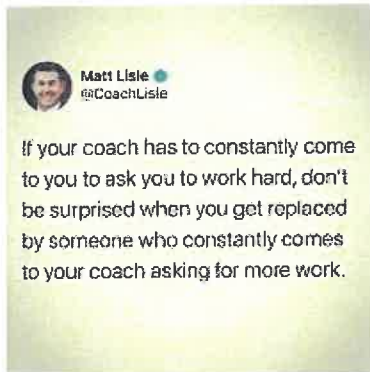 Matt Lisle
@CoachLisle
If your coach has to constantly come
to you to ask you to work hard, don't
be surprised when you get replaced
by someone who constantly comes
to your coach asking for more work.